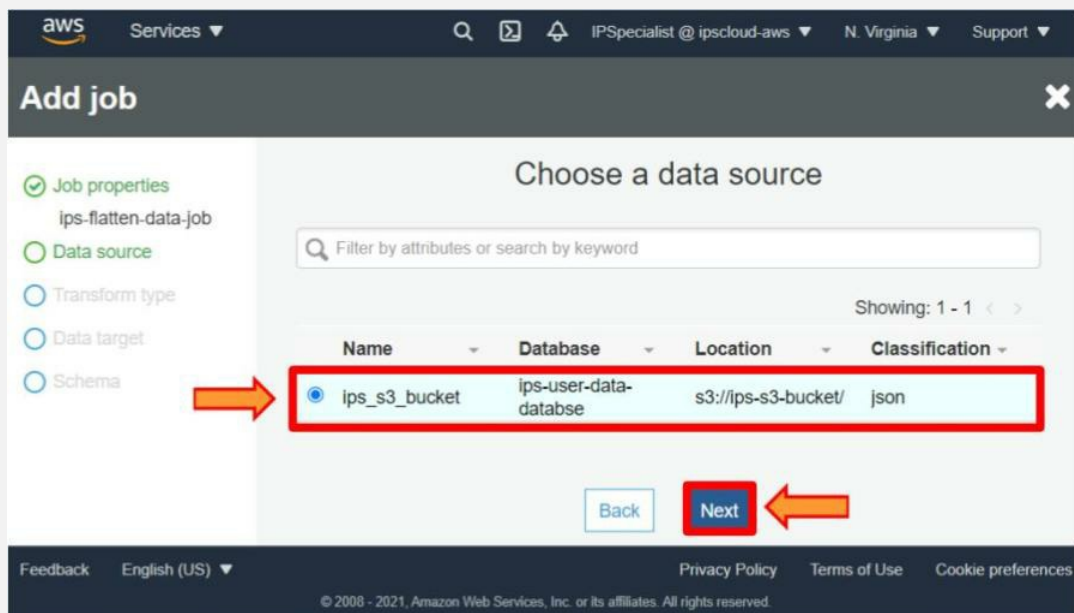 aws Services ▼ IPSpecialist @ ipscloud-aws ▼ N. Virginia ▼ Support ▼
Add job
Job properties
ips-flatten-data-job
Data source
Transform type
Data target
Schema
Choose a data source
Filter by attributes or search by keyword
Showing: 1 - 1 < >
Name Database Location Classification
ips_s3_bucket ips-user-data-databse s3://ips-s3-bucket/ json
Back Next
Feedback English (US) ▼ Privacy Policy Terms of Use Cookie preferences
© 2008 - 2021, Amazon Web Services, Inc. or its affiliates. All rights reserved.